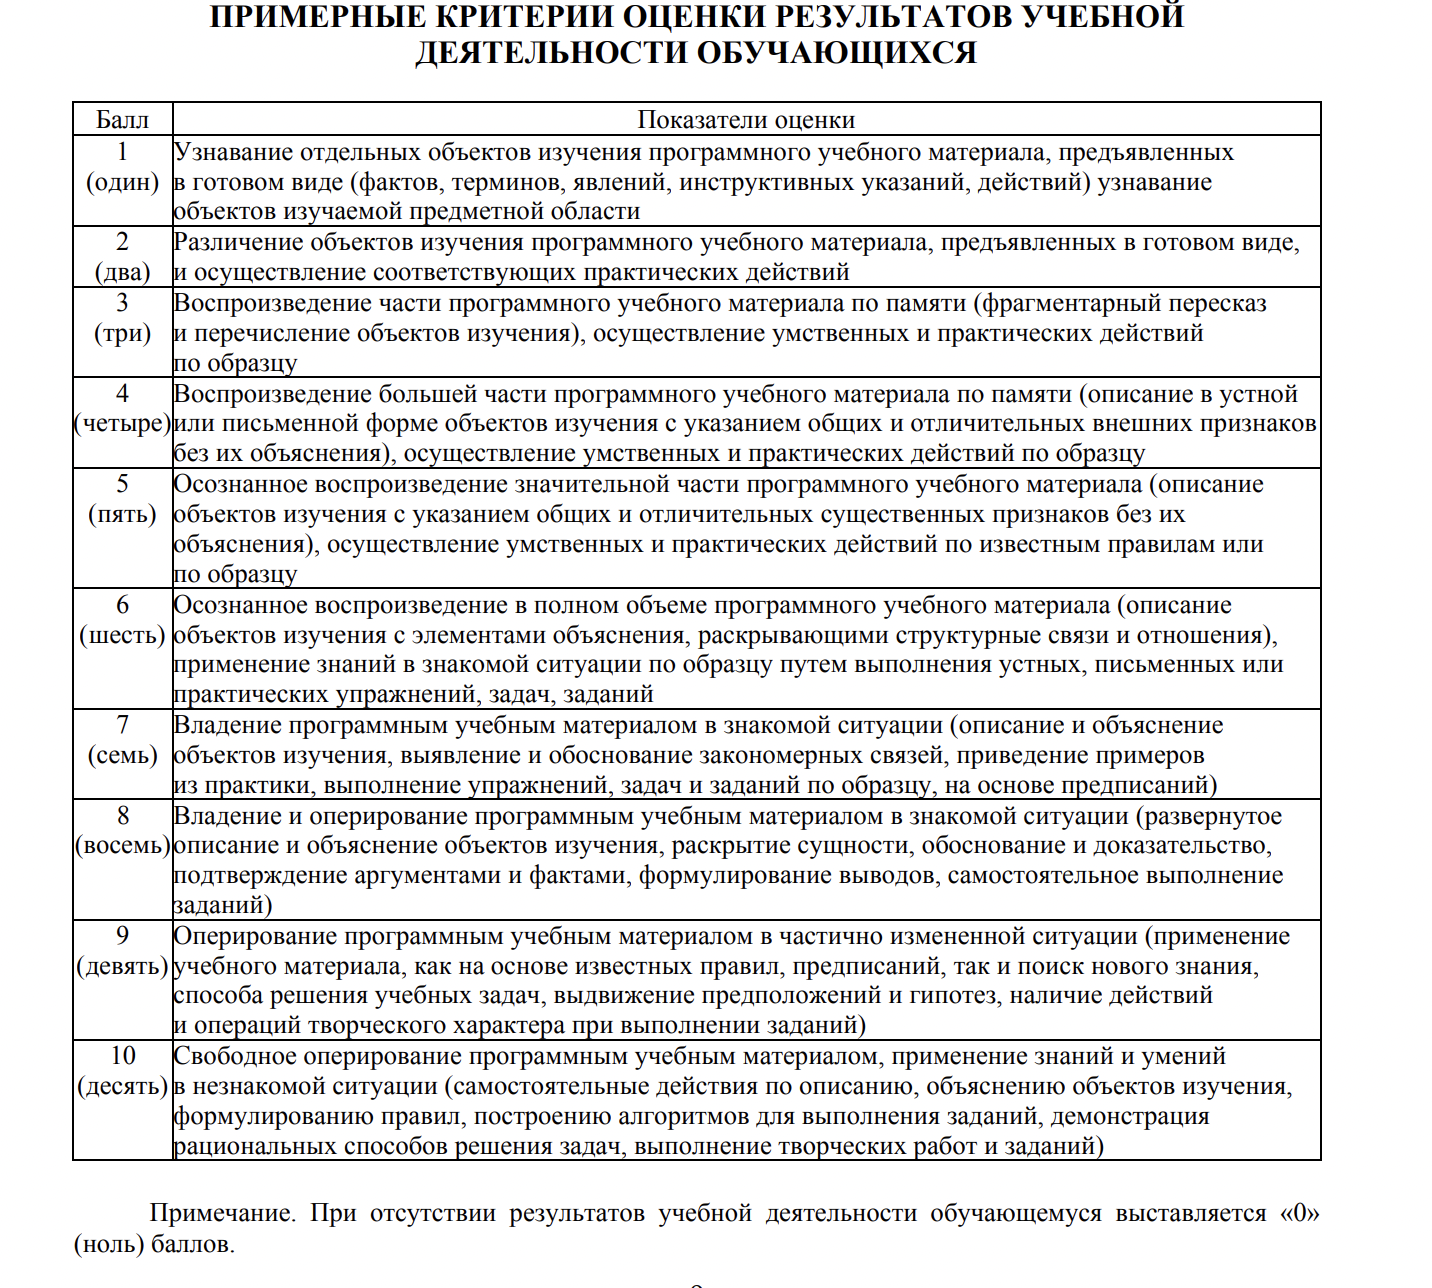 ПРИМЕРНЫЕ КРИТЕРИИ ОЦЕНКИ РЕЗУЛЬТАТОВ УЧЕБНОЙ
ДЕЯТЕЛЬНОСТИ ОБУЧАЮЩИХСЯ
Балл Показатели оценки
1 Узнавание отдельных объектов изучения программного учебного материала, предъявленных
(один) в готовом виде (фактов, терминов, явлений, инструктивных указаний, действий) узнавание
объектов изучаемой предметной области
2 Различение объектов изучения программного учебного материала, предъявленных в готовом виде,
(два) и осуществление соответствующих практических действий
3 Воспроизведение части программного учебного материала по памяти (фрагментарный пересказ
(три) и перечисление объектов изучения), осуществление умственных и практических действий
по образцу
4 Воспроизведение большей части программного учебного материала по памяти (описание в устной
(четыре) или письменной форме объектов изучения с указанием общих и отличительных внешних признаков
без их объяснения), осуществление умственных и практических действий по образцу
5 Осознанное воспроизведение значительной части программного учебного материала (описание
(пять) объектов изучения с указанием общих и отличительных существенных признаков без их
объяснения), осуществление умственных и практических действий по известным правилам или
по образцу
6 Осознанное воспроизведение в полном объеме программного учебного материала (описание
(шесть) объектов изучения с элементами объяснения, раскрывающими структурные связи и отношения),
применение знаний в знакомой ситуации по образцу путем выполнения устных, письменных или
практических упражнений, задач, заданий
7 Владение программным учебным материалом в знакомой ситуации (описание и объяснение
(семь) объектов изучения, выявление и обоснование закономерных связей, приведение примеров
из практики, выполнение упражнений, задач и заданий по образцу, на основе предписаний)
8 Владение и оперирование программным учебным материалом в знакомой ситуации (развернутое
(восемь) описание и объяснение объектов изучения, раскрытие сущности, обоснование и доказательство,
подтверждение аргументами и фактами, формулирование выводов, самостоятельное выполнение
заданий)
9 Оперирование программным учебным материалом в частично измененной ситуации (применение
(девять) учебного материала, как на основе известных правил, предписаний, так и поиск нового знания,
способа решения учебных задач, выдвижение предположений и гипотез, наличие действий
и операций творческого характера при выполнении заданий)
10 Свободное оперирование программным учебным материалом, применение знаний и умений
(десять) в незнакомой ситуации (самостоятельные действия по описанию, объяснению объектов изучения,
формулированию правил, построению алгоритмов для выполнения заданий, демонстрация
рациональных способов решения задач, выполнение творческих работ и заданий)
Примечание. При отсутствии результатов учебной деятельности обучающемуся выставляется «0»
(ноль) баллов.